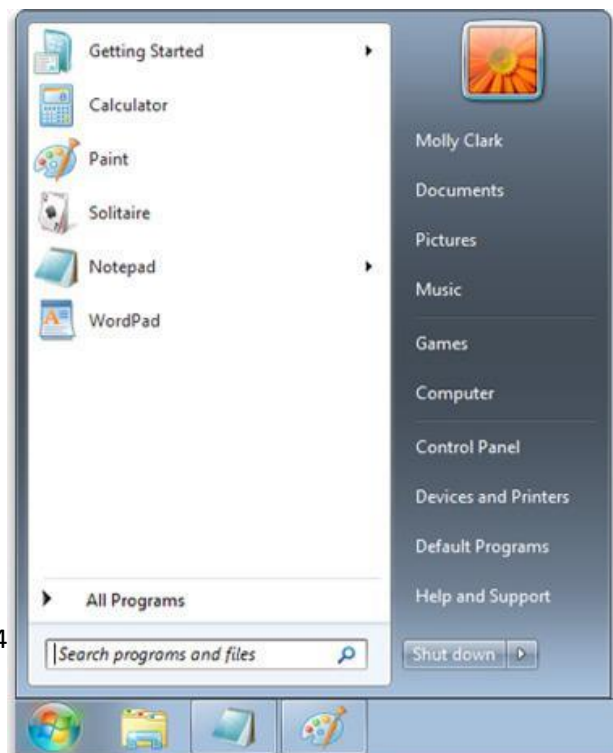 Getting Started
Calculator
Paint
Solitaire
Notepad
WordPad
All Programs
Search programs and files
Molly Clark
Documents
Pictures
Music
Games
Computer
Control Panel
Devices and Printers
Default Programs
Help and Support
Shut down
4